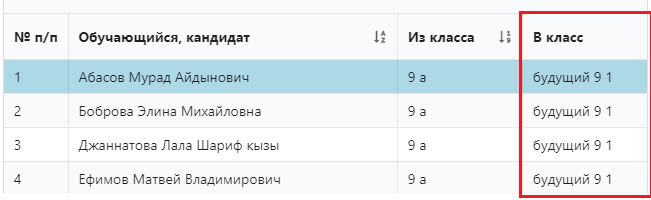 № п/п Обучающийся, кандидат Из класса В класс
1 Абасов Мурад Айдынович 9 а будущий 9 1
2 Боброва Элина Михайловна 9 а будущий 9 1
3 Джаннатова Лала Шариф кызы 9 а будущий 9 1
4 Ефимов Матвей Владимирович 9 а будущий 9 1